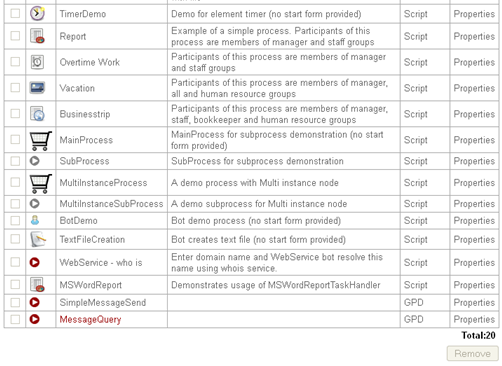 TimerDemo Demo for element timer (no start form provided) Script Properties
Report Example of a simple process. Participants of this process are members of manager and staff groups Script Properties
Overtime Work Participants of this process are members of manager and staff groups Script Properties
Vacation Participants of this process are members of manager, all and human resource groups Script Properties
Businesstrip Participants of this process are members of manager, staff, bookkeeper and human resource groups Script Properties
MainProcess MainProcess for subprocess demonstration (no start form provided) Script Properties
SubProcess SubProcess for subprocess demonstration Script Properties
MultiInstanceProcess A demo process with Multi instance node Script Properties
MultiInstanceSubProcess A demo subprocess for Multi instance node Script Properties
BotDemo Bot demo process (no start form provided) Script Properties
TextFileCreation Bot creates text file (no start form provided) Script Properties
WebService - who is Enter domain name and WebService bot resolve this name using whois service. Script Properties
MSWordReport Demonstrates usage of MSWordReportTaskHandler Script Properties
SimpleMessageSend GPD Properties
MessageQuery GPD Properties
Total:20
Remove